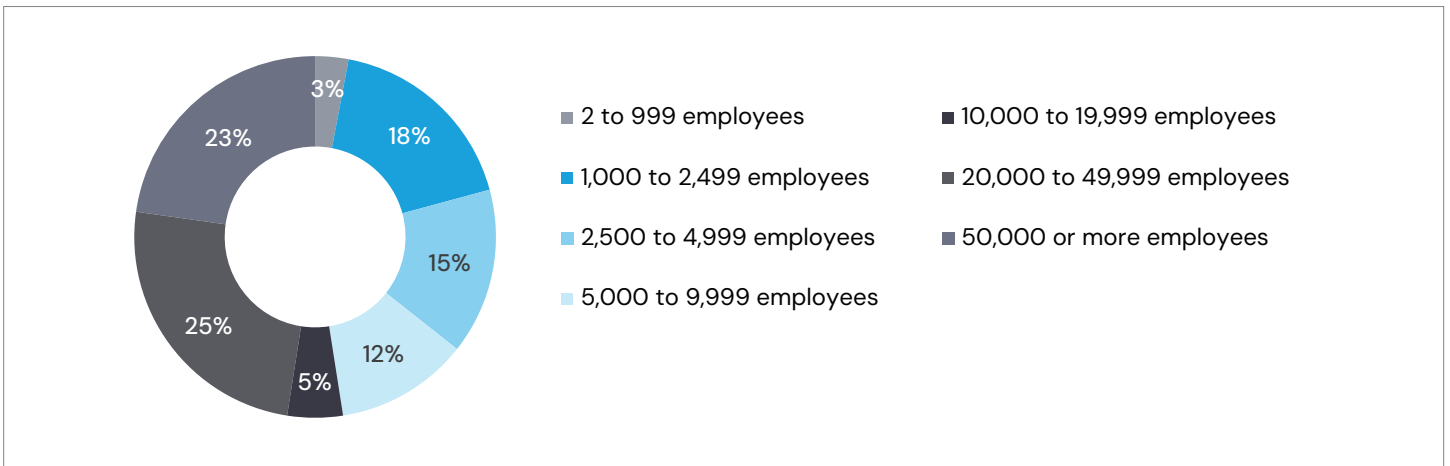 3%
18%
23%
15%
25%
12%
5%
2 to 999 employees
1,000 to 2,499 employees
2,500 to 4,999 employees
5,000 to 9,999 employees
10,000 to 19,999 employees
20,000 to 49,999 employees
50,000 or more employees